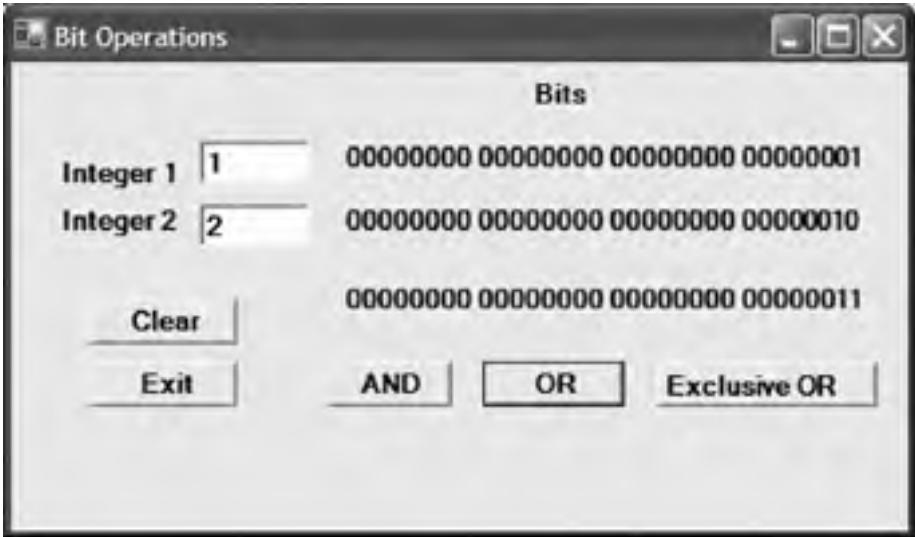 Bit Operations
Bits
Integer 1 1 00000000 00000000 00000000 00000001
Integer 2 2 00000000 00000000 00000000 00000010
00000000 00000000 00000000 00000011
Clear
Exit AND OR Exclusive OR